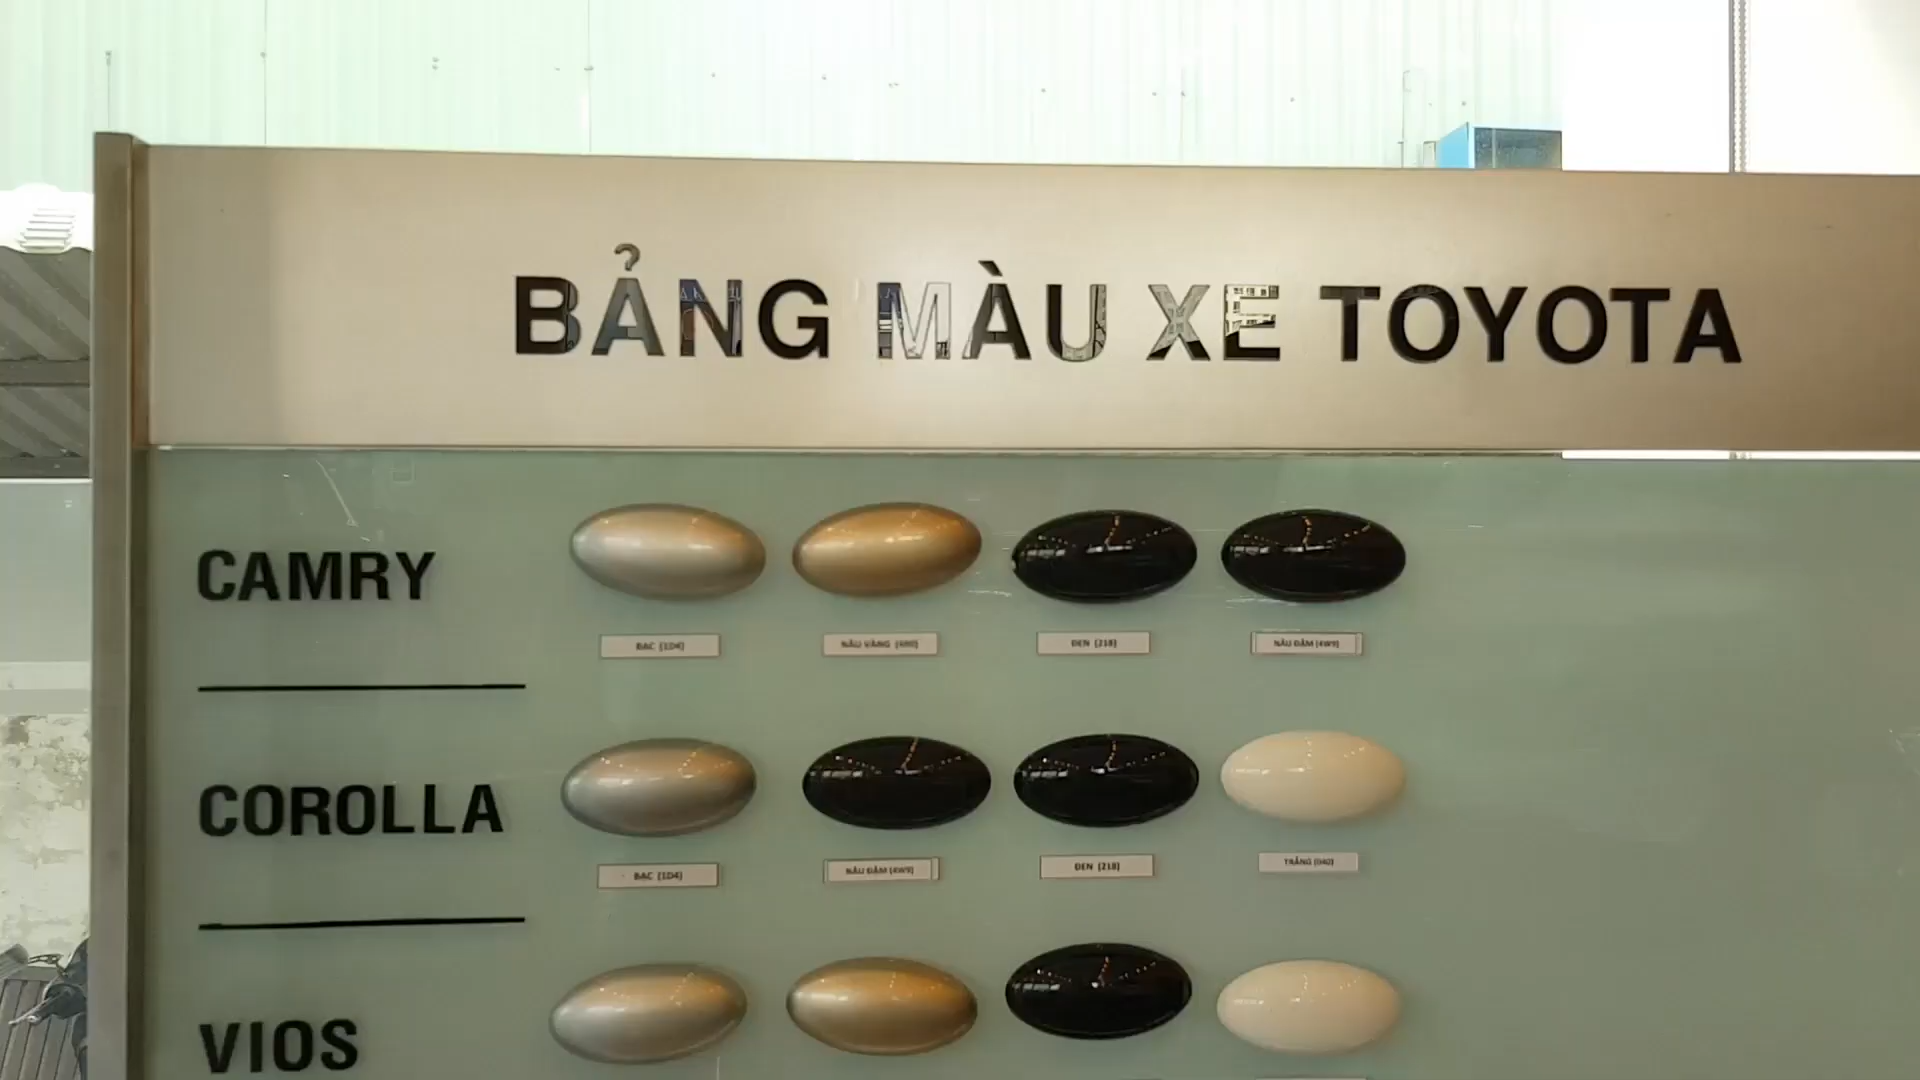 BẢNG MÀU XE TOYOTA
CAMRY
BẠC (1D4)
NÂU VÀNG
ĐEN (218)
NÂU ĐẬM (4W9)
COROLLA
BẠC (1D4)
NÂU ĐẬM (4W9)
ĐEN (218)
TRẮNG (040)
VIOS